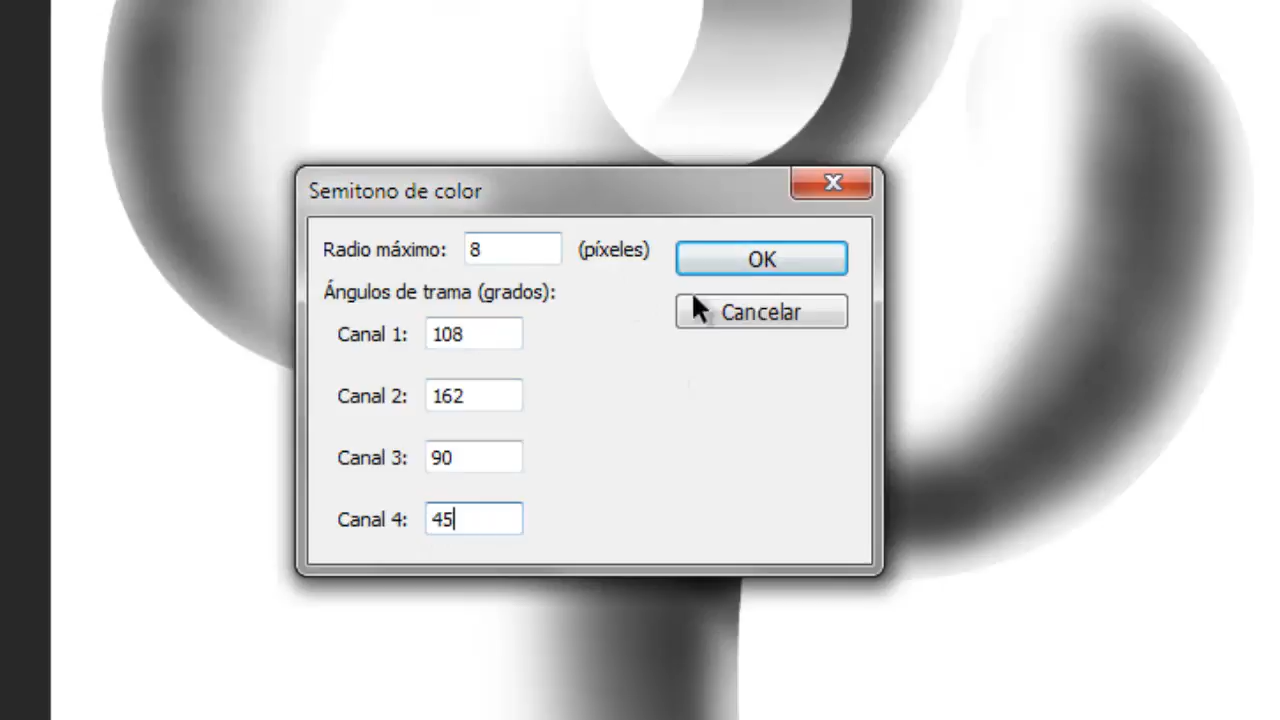 Semitono de color
Radio máximo: 8 (píxeles)
OK
Ángulos de trama (grados):
Cancelar
Canal 1: 108
Canal 2: 162
Canal 3: 90
Canal 4: 45